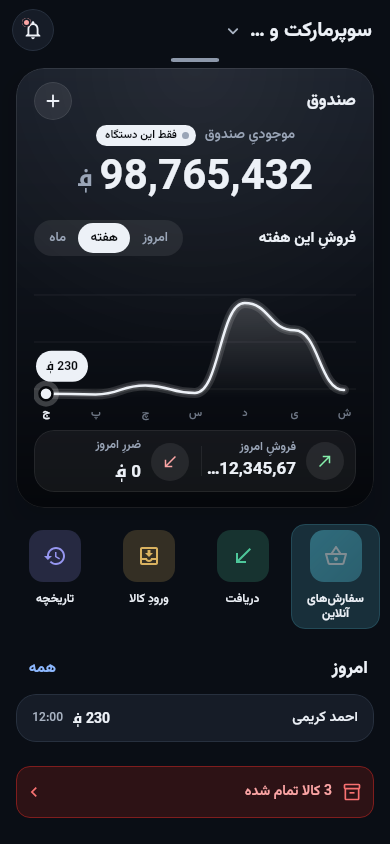 سوپرمارکت و ...
صندوق
موجودیِ صندوق
فقط این دستگاه
98,765,432 ؋
فروشِ این هفته
امروز
هفته
ماه
230 ؋
ش
ی
د
س
چ
پ
ج
فروشِ امروز
12,345,67...
ضررِ امروز
0 ؋
سفارش‌های
آنلاین
دریافت
ورودِ کالا
تاریخچه
امروز
همه
احمد کریمی
230 ؋
12:00
3 کالا تمام شده